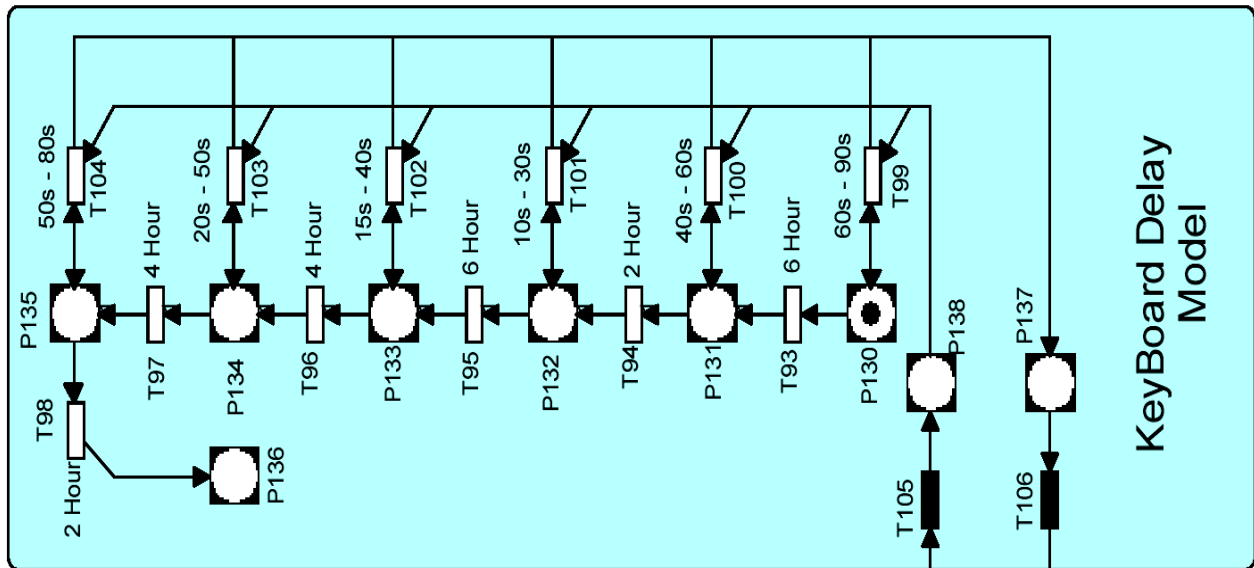 50s - 80s
T104
20s - 50s
T103
15s - 40s
T102
10s - 30s
T101
40s - 60s
T100
60s - 90s
T99
P135
4 Hour
T97
P134
4 Hour
T96
P133
6 Hour
T95
P132
2 Hour
T94
P131
6 Hour
T93
P130
T98
2 Hour
P136
P138
P137
T105
T106
KeyBoard Delay
Model